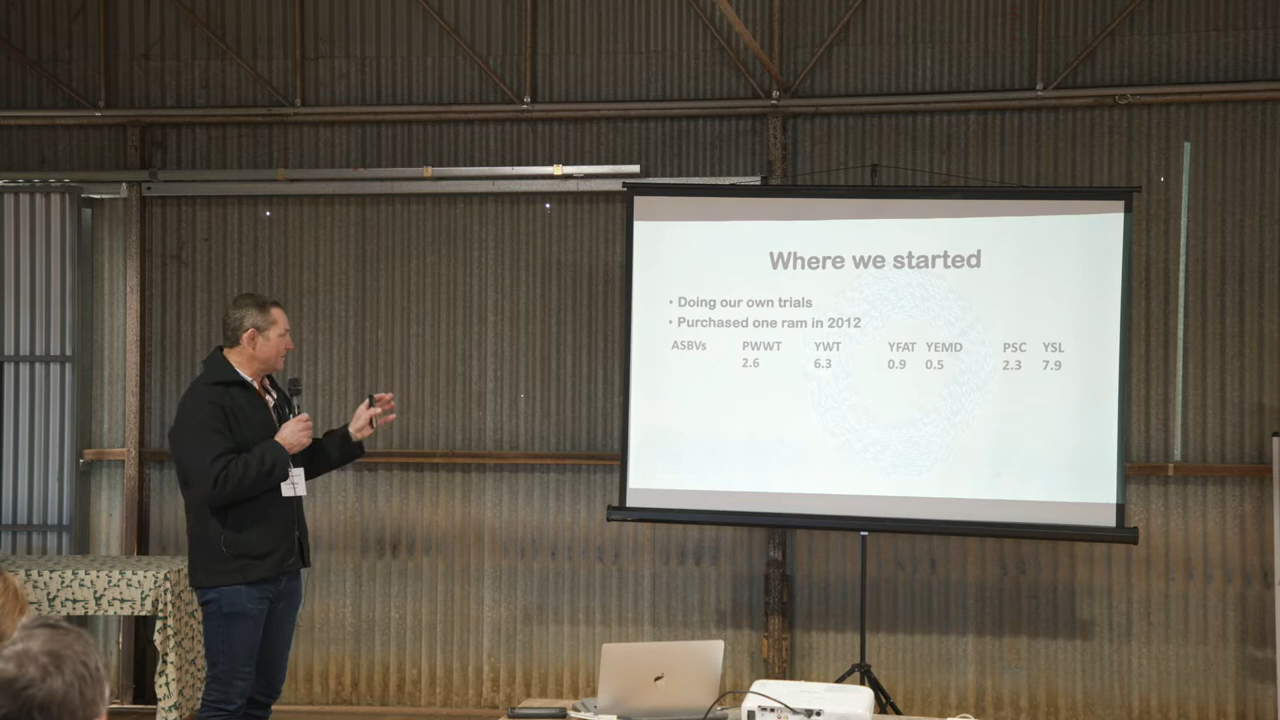 Where we started
• Doing our own trials
• Purchased one ram in 2012
ASBVs PWWT YWT YFAT YEMD PSC YSL
2.6 6.3 0.9 0.5 2.3 7.9